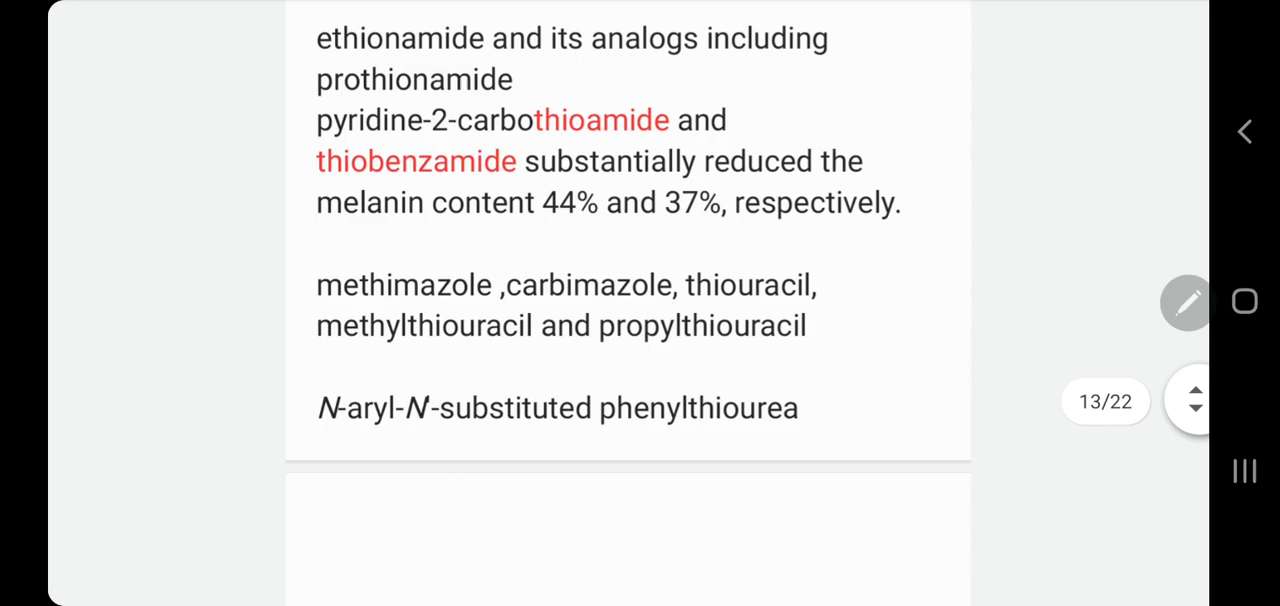 ethionamide and its analogs including
prothionamide
pyridine-2-carbothioamide and
thiobenzamide substantially reduced the
melanin content 44% and 37%, respectively.
methimazole ,carbimazole, thiouracil,
methylthiouracil and propylthiouracil
N-aryl-N'-substituted phenylthiourea
13/22